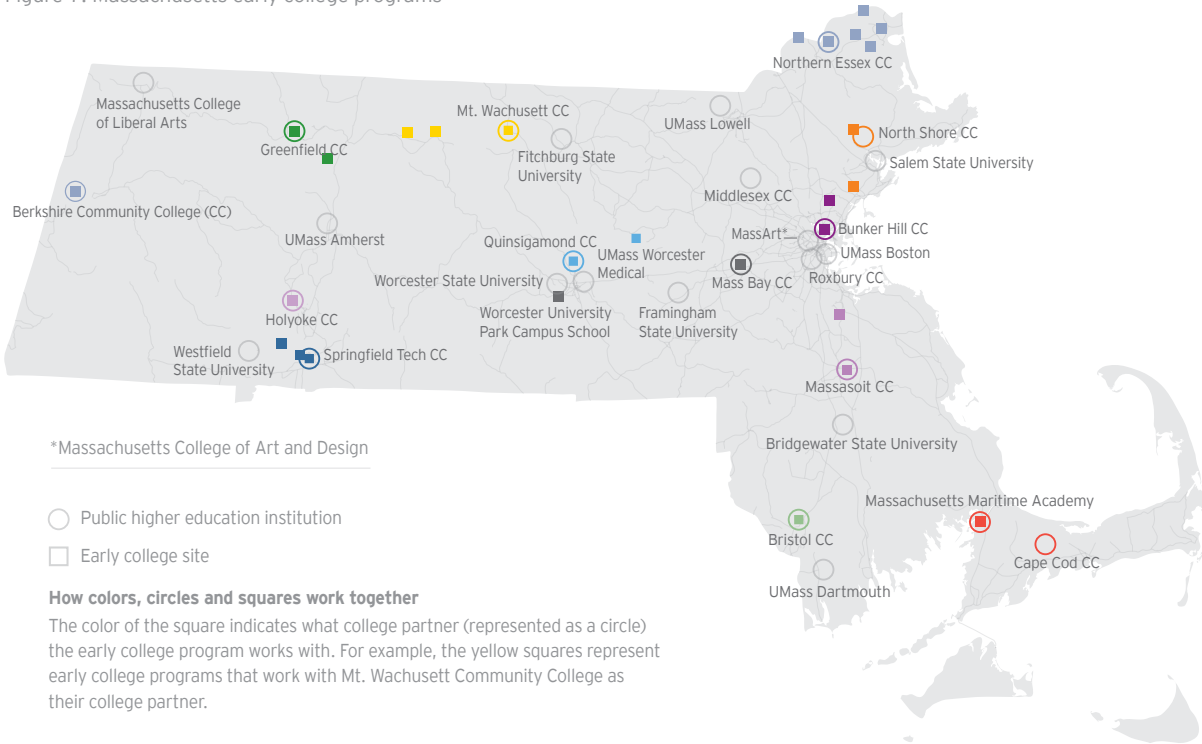 Figure 1: Massachusetts early college programs
Northern Essex CC
Massachusetts College
of Liberal Arts
Mt. Wachusett CC
UMass Lowell
North Shore CC
Greenfield CC
Fitchburg State
University
Salem State University
Middlesex CC
Berkshire Community College (CC)
UMass Amherst
Quinsigamond CC
MassArt*
Bunker Hill CC
UMass Worcester
Medical
UMass Boston
Worcester State University
Mass Bay CC
Roxbury CC
Holyoke CC
Worcester University
Park Campus School
Framingham
State University
Westfield
State University
Springfield Tech CC
Massasoit CC
*Massachusetts College of Art and Design
Bridgewater State University
Massachusetts Maritime Academy
Public higher education institution
Bristol CC
Early college site
Cape Cod CC
UMass Dartmouth
How colors, circles and squares work together
The color of the square indicates what college partner (represented as a circle)
the early college program works with. For example, the yellow squares represent
early college programs that work with Mt. Wachusett Community College as
their college partner.